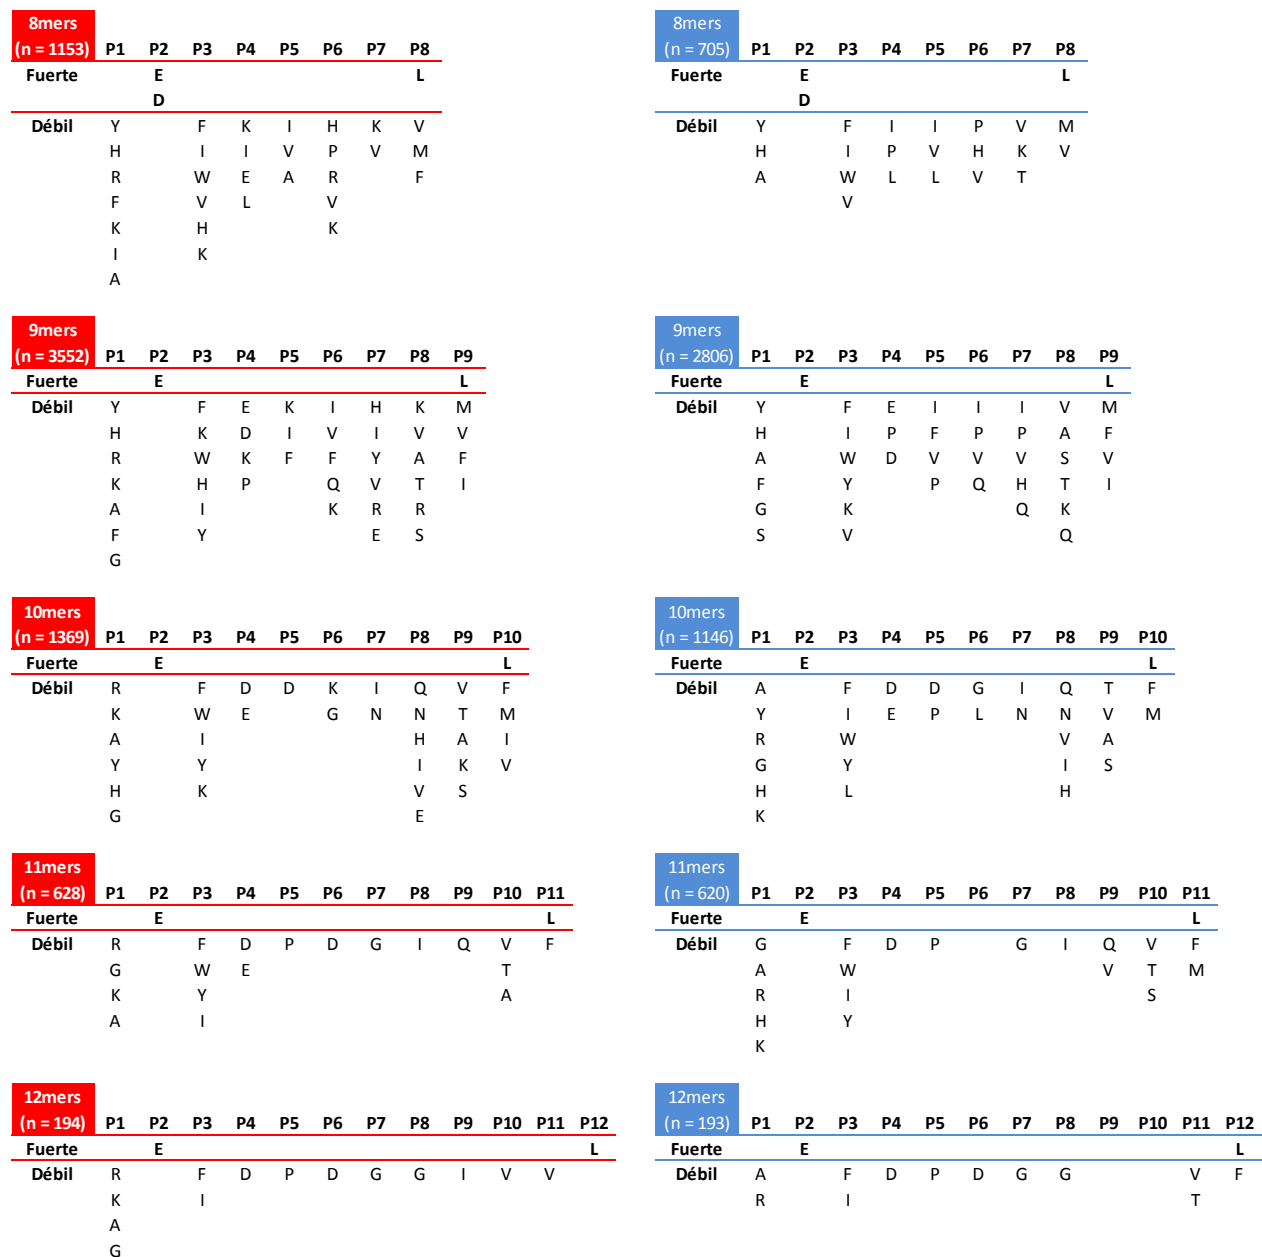 8mers
(n = 1153) P1 P2 P3 P4 P5 P6 P7 P8
Fuerte E L
D
Débil Y F K I H K V
H I I V P V M
R W E A R F
F V L V
K H K
I K
A
8mers
(n = 705) P1 P2 P3 P4 P5 P6 P7 P8
Fuerte E L
D
Débil Y F I I P V M
H I P V H K V
A W L L V T
V
9mers
(n = 3552) P1 P2 P3 P4 P5 P6 P7 P8 P9
Fuerte E L
Débil Y F E K I H K M
H K D I V I V V
R W K F F Y A F
K H P Q V T I
A I K R R
F Y E S
G
9mers
(n = 2806) P1 P2 P3 P4 P5 P6 P7 P8 P9
Fuerte E L
Débil Y F E I I I V M
H I P F P P A F
A W D V V V S V
F Y P Q H T I
G K Q K
S V Q
10mers
(n = 1369) P1 P2 P3 P4 P5 P6 P7 P8 P9 P10
Fuerte E L
Débil R F D D K I Q V F
K W E G N N T M
A I H A I
Y Y I K V
H K V S
G E
10mers
(n = 1146) P1 P2 P3 P4 P5 P6 P7 P8 P9 P10
Fuerte E L
Débil A F D D G I Q T F
Y I E P L N N V M
R W V A
G Y I S
H L H
K
11mers
(n = 628) P1 P2 P3 P4 P5 P6 P7 P8 P9 P10 P11
Fuerte E L
Débil R F D P D G I Q V F
G W E T
K Y A
A I
11mers
(n = 620) P1 P2 P3 P4 P5 P6 P7 P8 P9 P10 P11
Fuerte E L
Débil G F D P G I Q V F
A W V T M
R I S
H Y
K
12mers
(n = 194) P1 P2 P3 P4 P5 P6 P7 P8 P9 P10 P11 P12
Fuerte E L
Débil R F D P D G G I V V
K I
A
G
12mers
(n = 193) P1 P2 P3 P4 P5 P6 P7 P8 P9 P10 P11 P12
Fuerte E L
Débil A F D P D G G V F
R I T